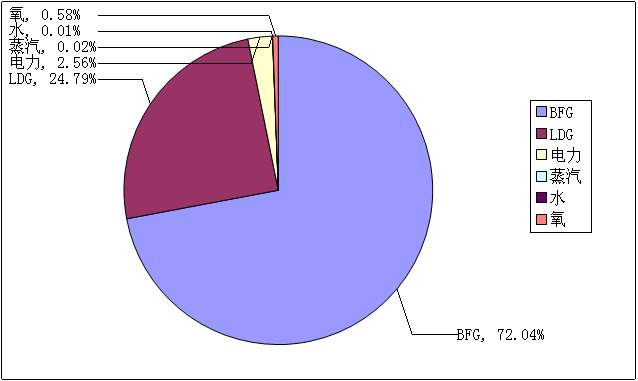 氧, 0.58%
水, 0.01%
蒸汽, 0.02%
电力, 2.56%
LDG, 24.79%
BFG
LDG
电力
蒸汽
水
氧
BFG, 72.04%